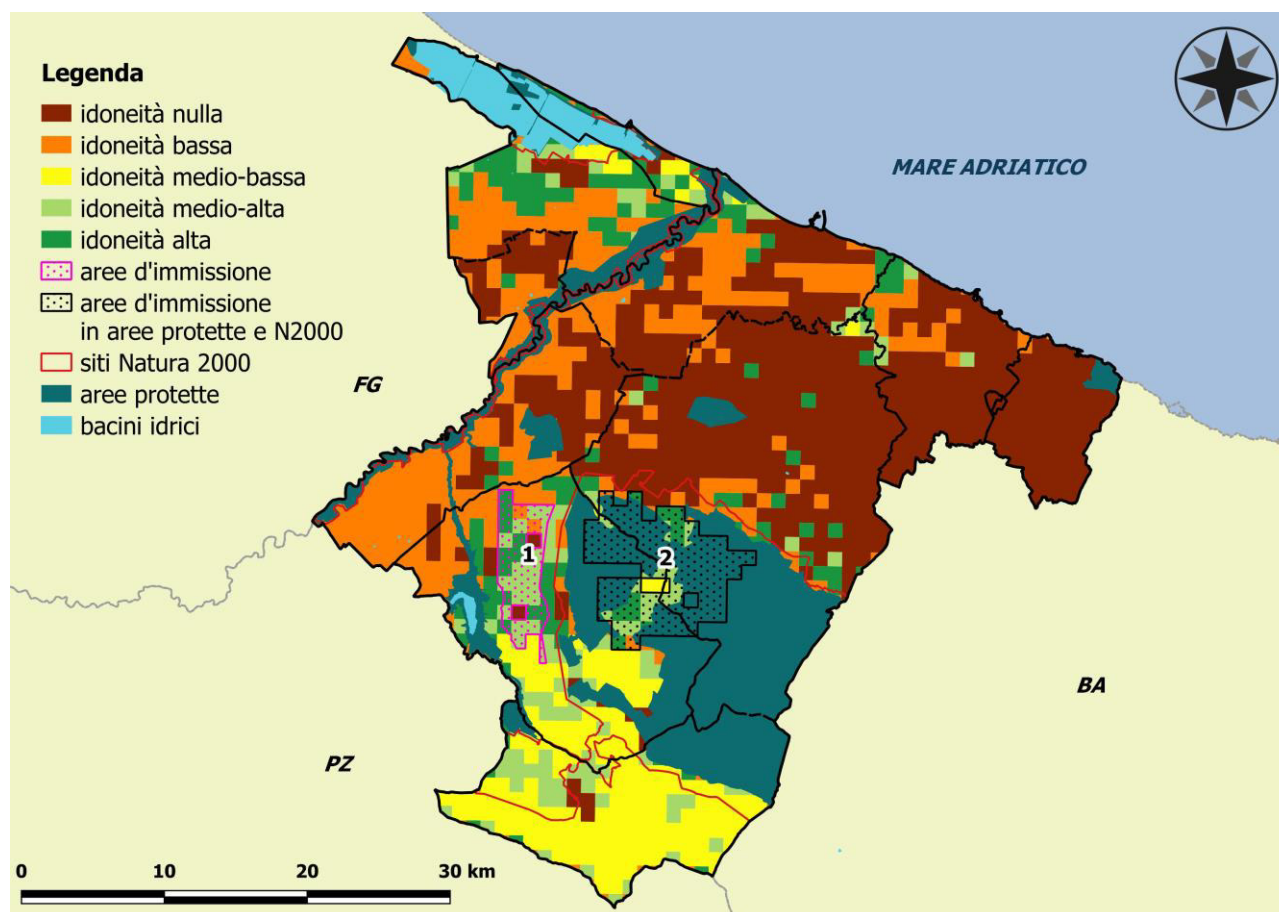 Legenda
idoneità nulla
idoneità bassa
idoneità medio-bassa
idoneità medio-alta
idoneità alta
aree d'immissione
aree d'immissione
in aree protette e N2000
siti Natura 2000
aree protette
bacini idrici
MARE ADRIATICO
FG
1
2
BA
PZ
0 10 20 30 km